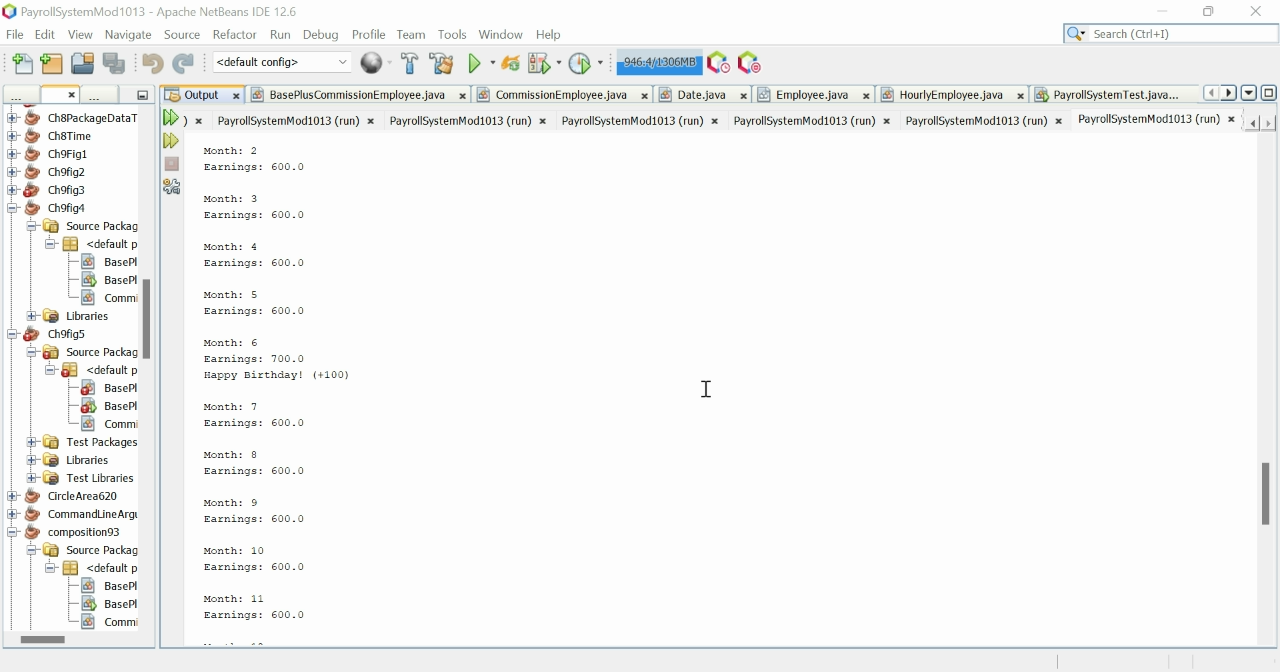 PayrollSystemMod1013 - Apache NetBeans IDE 12.6
File Edit View Navigate Source Refactor Run Debug Profile Team Tools Window Help
Search (Ctrl+I)
<default config>
946.4/1306MB
... ...
Output BasePlusCommissionEmployee.java CommissionEmployee.java Date.java Employee.java HourlyEmployee.java PayrollSystemTest.java...
) PayrollSystemMod1013 (run) PayrollSystemMod1013 (run) PayrollSystemMod1013 (run) PayrollSystemMod1013 (run) PayrollSystemMod1013 (run) PayrollSystemMod1013 (run)
Ch8PackageDataT
Ch8Time
Ch9Fig1
Ch9fig2
Ch9fig3
Ch9fig4
Source Packag
<default p
BasePl
BasePl
Commi
Libraries
Ch9fig5
Source Packag
<default p
BasePl
BasePl
Commi
Test Packages
Libraries
Test Libraries
CircleArea620
CommandLineArgu
composition93
Source Packag
<default p
BasePl
BasePl
Commi
Month: 2
Earnings: 600.0
Month: 3
Earnings: 600.0
Month: 4
Earnings: 600.0
Month: 5
Earnings: 600.0
Month: 6
Earnings: 700.0
Happy Birthday! (+100)
Month: 7
Earnings: 600.0
Month: 8
Earnings: 600.0
Month: 9
Earnings: 600.0
Month: 10
Earnings: 600.0
Month: 11
Earnings: 600.0